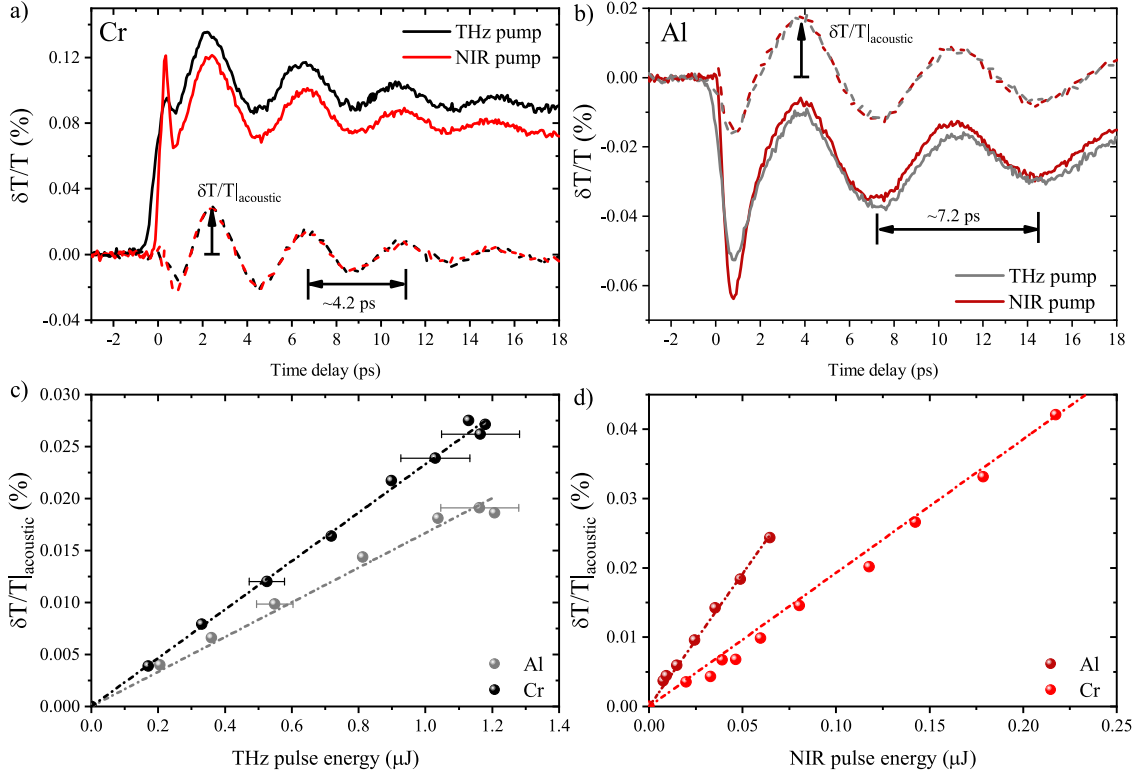 a)
Cr
THz pump
NIR pump
0.12
0.08
0.04
0.00
-0.04
δT/T (%)
δT/T|acoustic
~4.2 ps
-2 0 2 4 6 8 10 12 14 16 18
Time delay (ps)
b)
Al
0.02
0.00
-0.02
-0.04
-0.06
δT/T (%)
δT/T|acoustic
~7.2 ps
THz pump
NIR pump
-2 0 2 4 6 8 10 12 14 16 18
Time delay (ps)
c)
0.030
0.025
0.020
0.015
0.010
0.005
0.000
δT/T|acoustic (%)
Al
Cr
0.0 0.2 0.4 0.6 0.8 1.0 1.2 1.4
THz pulse energy (μJ)
d)
0.04
0.03
0.02
0.01
0.00
δT/T|acoustic (%)
Al
Cr
0.00 0.05 0.10 0.15 0.20 0.25
NIR pulse energy (μJ)